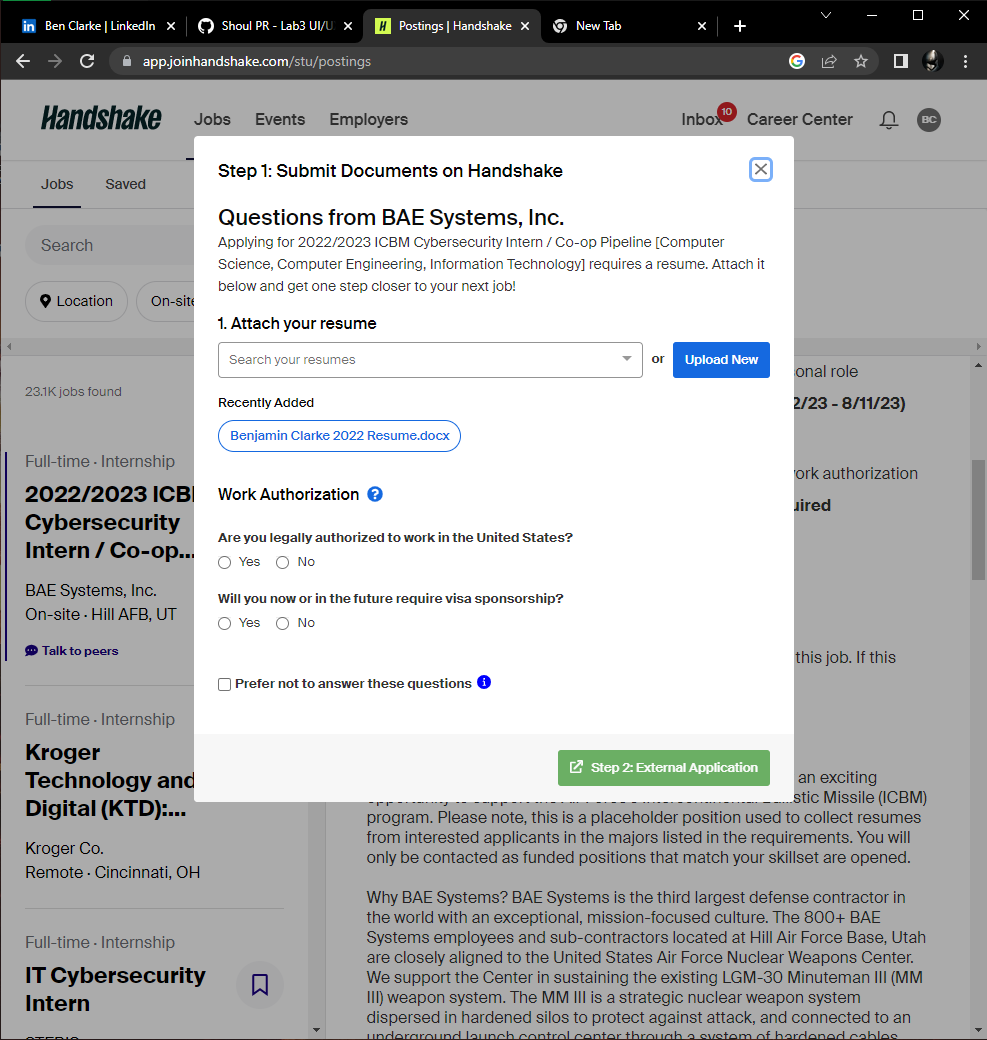 Ben Clarke | LinkedIn
Shoul PR - Lab3 UI/U
Postings | Handshake
New Tab
app.joinhandshake.com/stu/postings
Handshake
Jobs
Events
Employers
Inbox
10
Career Center
BC
Jobs
Saved
Search
Location
On-site
23.1K jobs found
Full-time · Internship
2022/2023 ICBM
Cybersecurity
Intern / Co-op...
BAE Systems, Inc.
On-site · Hill AFB, UT
Talk to peers
Full-time · Internship
Kroger
Technology and
Digital (KTD):...
Kroger Co.
Remote · Cincinnati, OH
Full-time · Internship
IT Cybersecurity
Intern
Step 1: Submit Documents on Handshake
Questions from BAE Systems, Inc.
Applying for 2022/2023 ICBM Cybersecurity Intern / Co-op Pipeline [Computer
Science, Computer Engineering, Information Technology] requires a resume. Attach it
below and get one step closer to your next job!
1. Attach your resume
Search your resumes
or
Upload New
Recently Added
Benjamin Clarke 2022 Resume.docx
Work Authorization
Are you legally authorized to work in the United States?
Yes
No
Will you now or in the future require visa sponsorship?
Yes
No
Prefer not to answer these questions
Step 2: External Application
onal role
2/23 - 8/11/23)
ork authorization
uired
this job. If this
an exciting
opportunity to support the Air Force's Intercontinental Ballistic Missile (ICBM)
program. Please note, this is a placeholder position used to collect resumes
from interested applicants in the majors listed in the requirements. You will
only be contacted as funded positions that match your skillset are opened.
Why BAE Systems? BAE Systems is the third largest defense contractor in
the world with an exceptional, mission-focused culture. The 800+ BAE
Systems employees and sub-contractors located at Hill Air Force Base, Utah
are closely aligned to the United States Air Force Nuclear Weapons Center.
We support the Center in sustaining the existing LGM-30 Minuteman III (MM
III) weapon system. The MM III is a strategic nuclear weapon system
dispersed in hardened silos to protect against attack, and connected to an
underground launch control center through a system of hardened cables